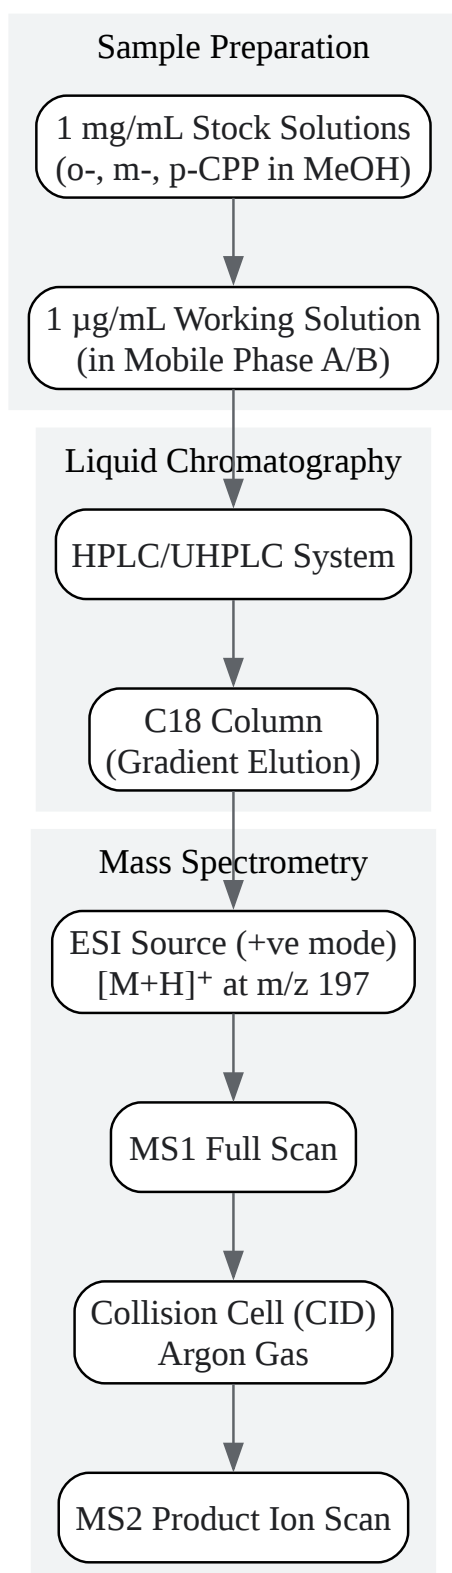 Sample Preparation
1 mg/mL Stock Solutions
(o-, m-, p-CPP in MeOH)
1 µg/mL Working Solution
(in Mobile Phase A/B)
Liquid Chromatography
HPLC/UHPLC System
C18 Column
(Gradient Elution)
Mass Spectrometry
ESI Source (+ve mode)
[M+H]⁺ at m/z 197
MS1 Full Scan
Collision Cell (CID)
Argon Gas
MS2 Product Ion Scan